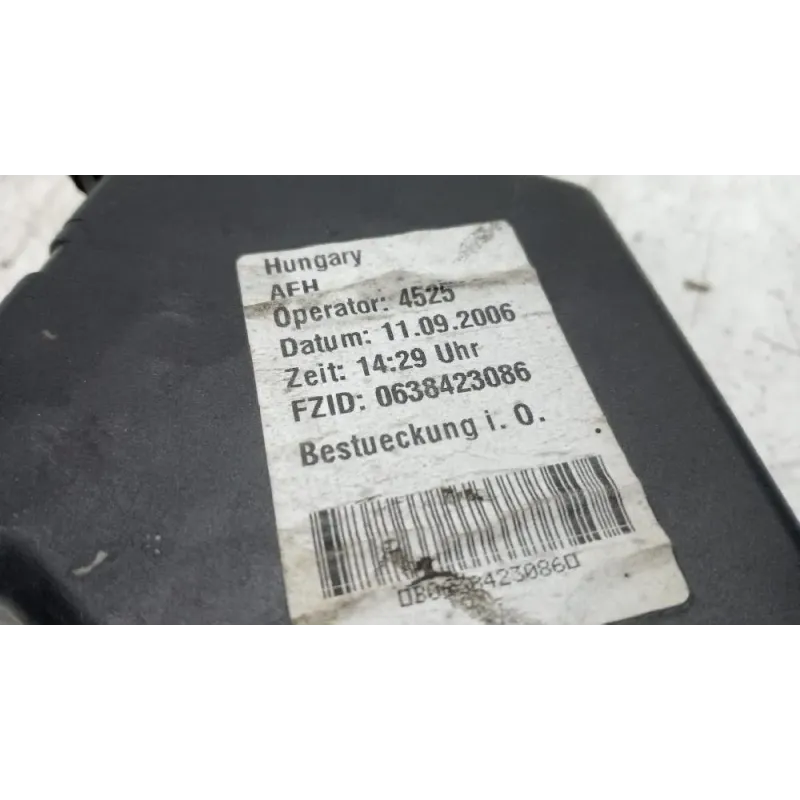 Hungary
AFH
Operator: 4525
Datum: 11.09.2006
Zeit: 14:29 Uhr
FZID: 0638423086
Bestueckung i. O.